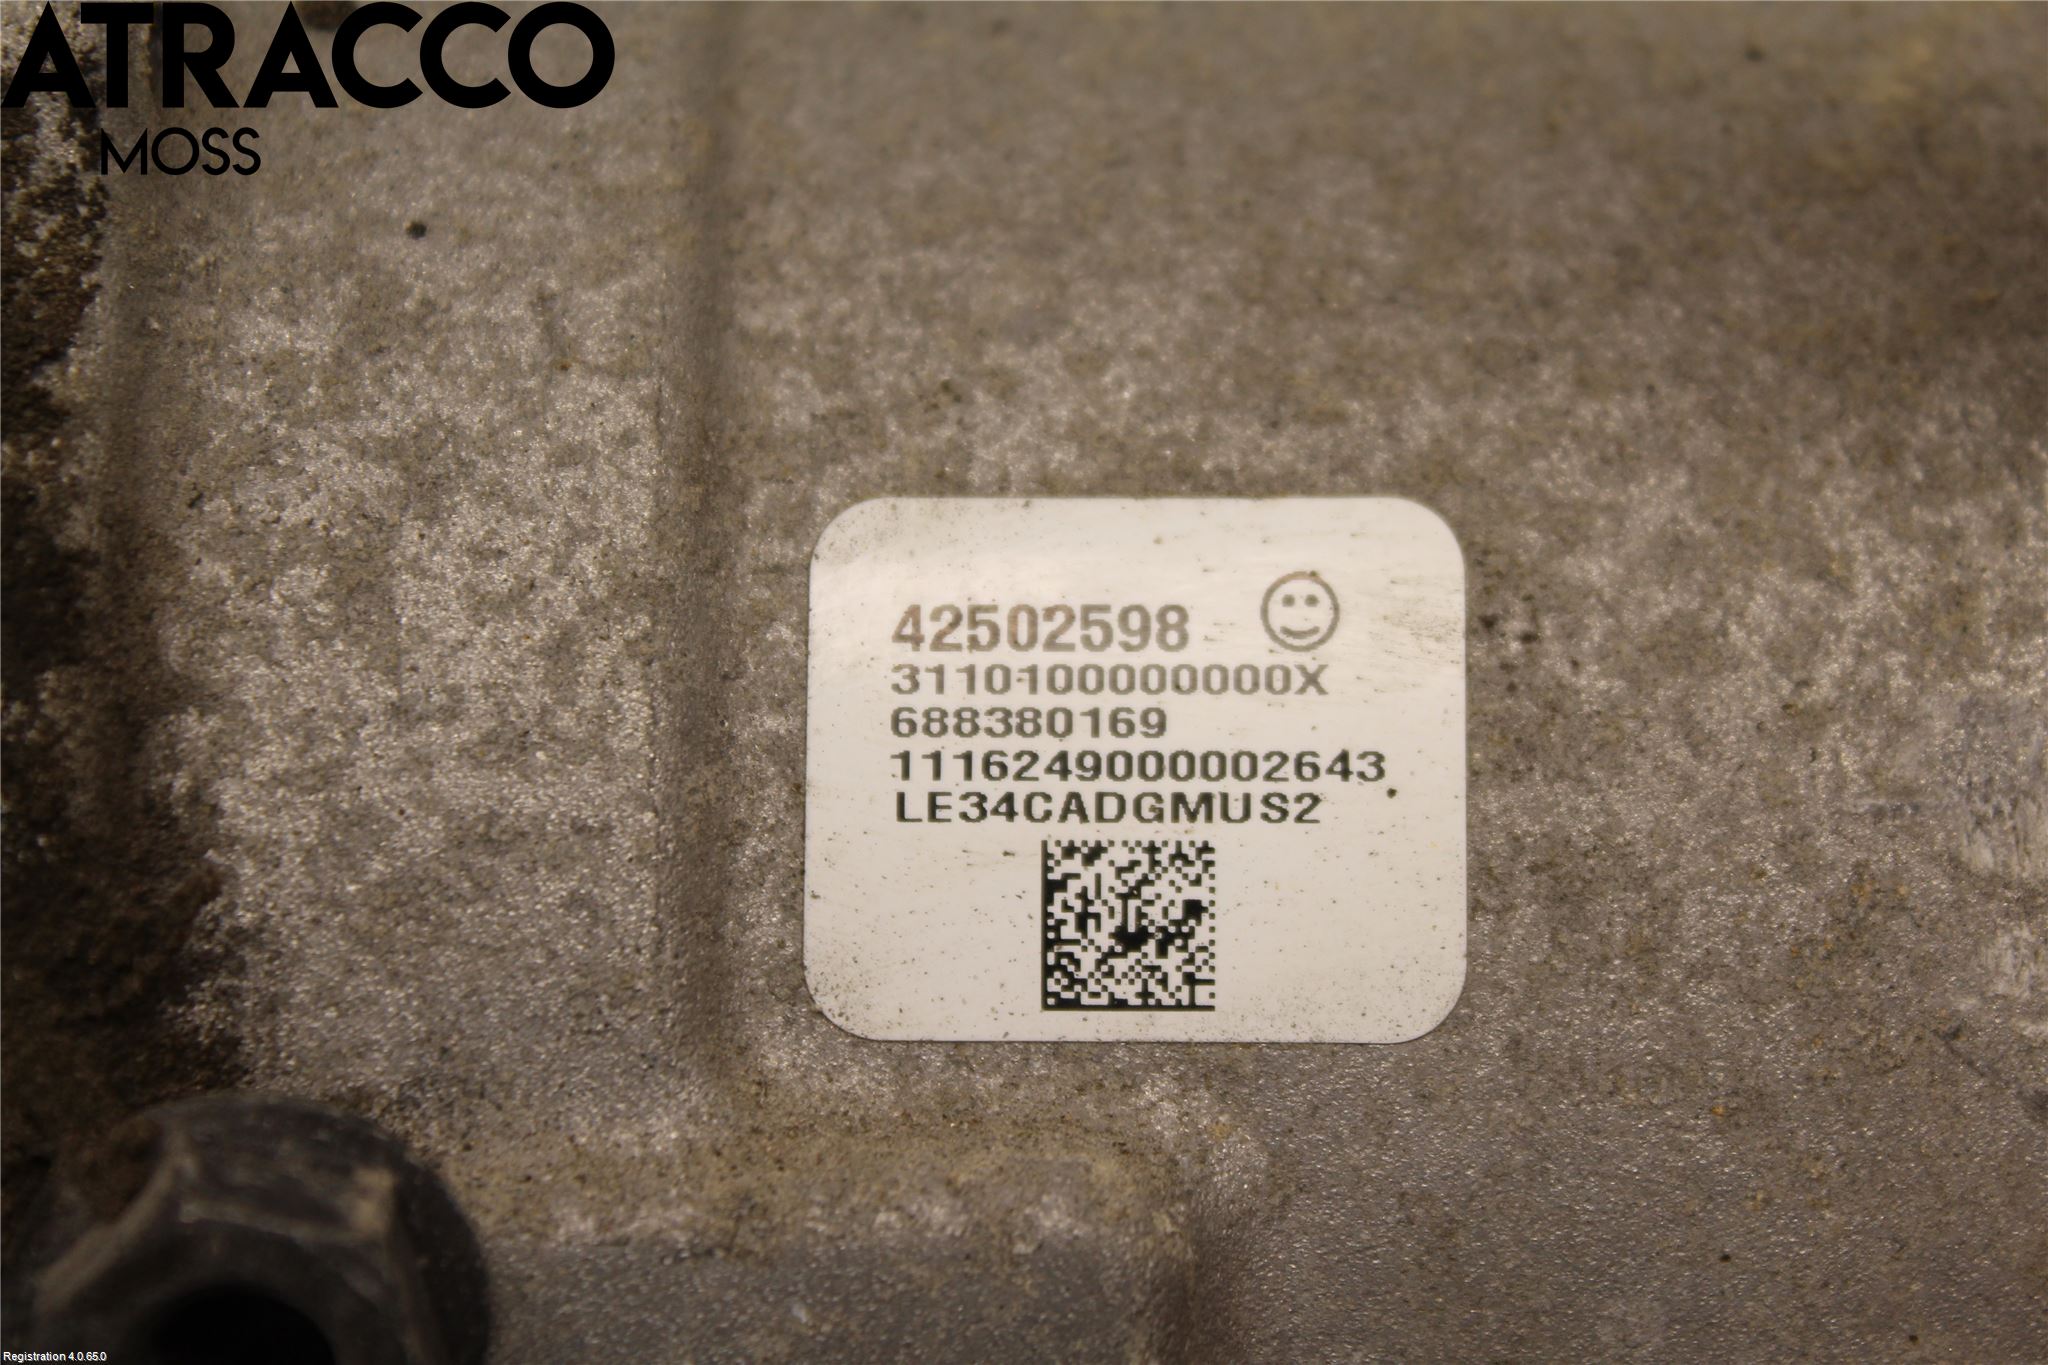 ATRACCO
MOSS
42502598
3110100000000X
688380169
1116249000002643
LE34CADGMUS2
Registration 4.0.65.0